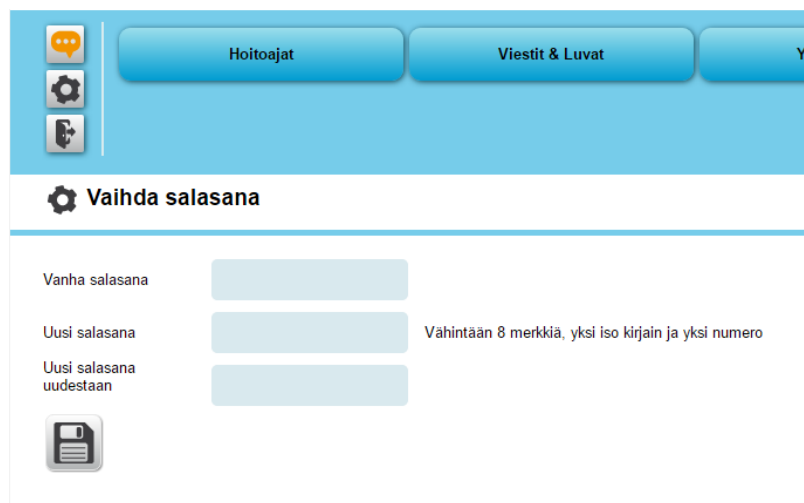 Hoitoajat
Viestit & Luvat
Vaihda salasana
Vanha salasana
Uusi salasana
Vähintään 8 merkkiä, yksi iso kirjain ja yksi numero
Uusi salasana
uudestaan